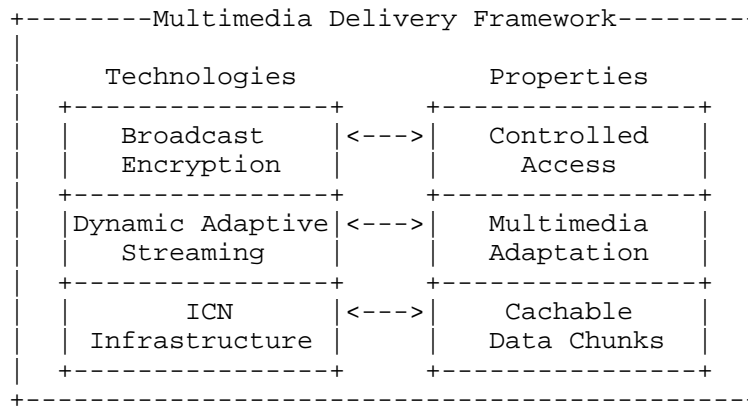 +--------Multimedia Delivery Framework--------
|
|     Technologies            Properties
|  +----------------+     +----------------+
|  |   Broadcast    |<--->|   Controlled   |
|  |   Encryption   |     |     Access     |
|  +----------------+     +----------------+
|  |Dynamic Adaptive|<--->|   Multimedia   |
|  |   Streaming    |     |   Adaptation   |
|  +----------------+     +----------------+
|  |       ICN      |<--->|    Cachable    |
|  | Infrastructure |     |   Data Chunks  |
|  +----------------+     +----------------+
+---------------------------------------------